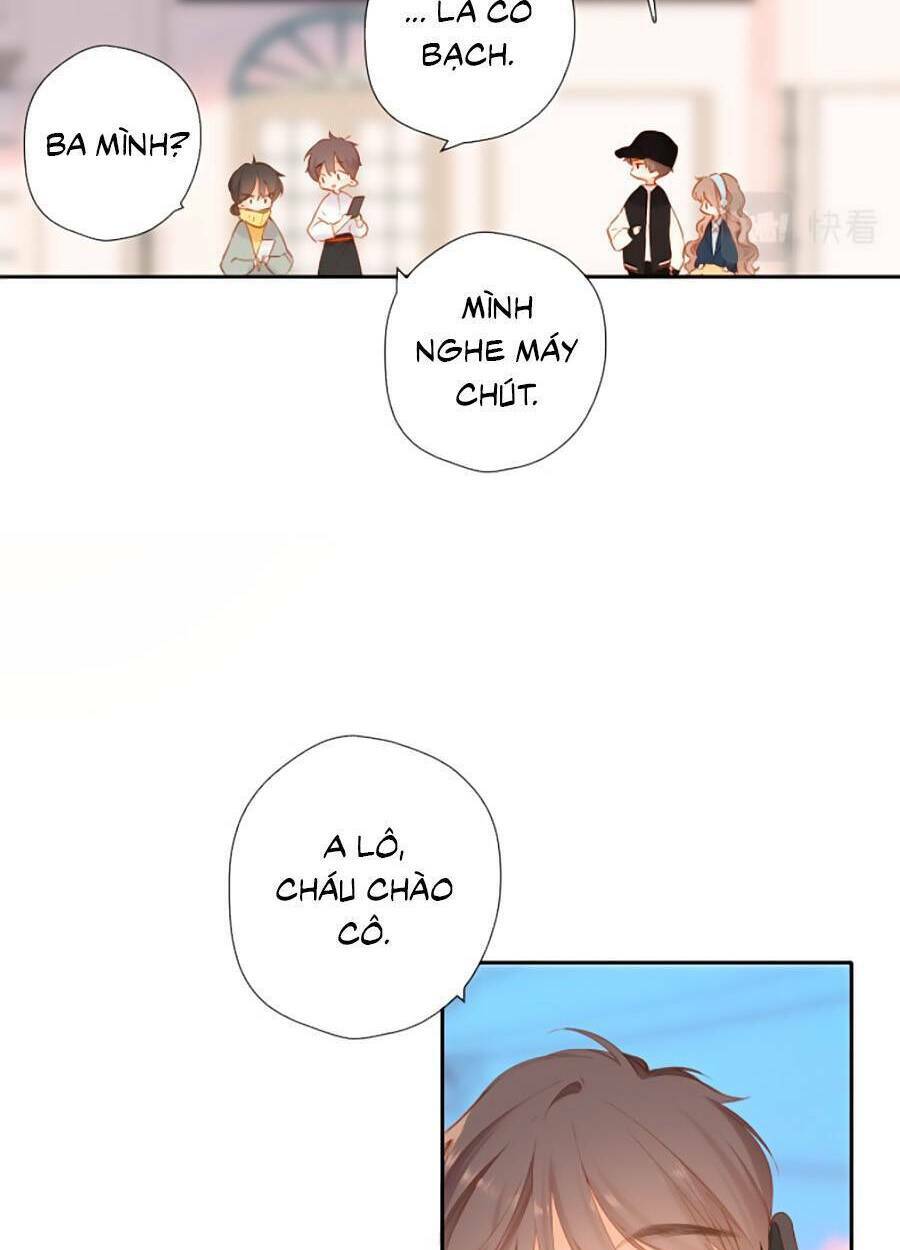 ... LÀ CÔ
BẠCH.
BA MÌNH?
快看
MÌNH
NGHE MÁY
CHÚT.
A LÔ,
CHÁU CHÀO
CÔ.